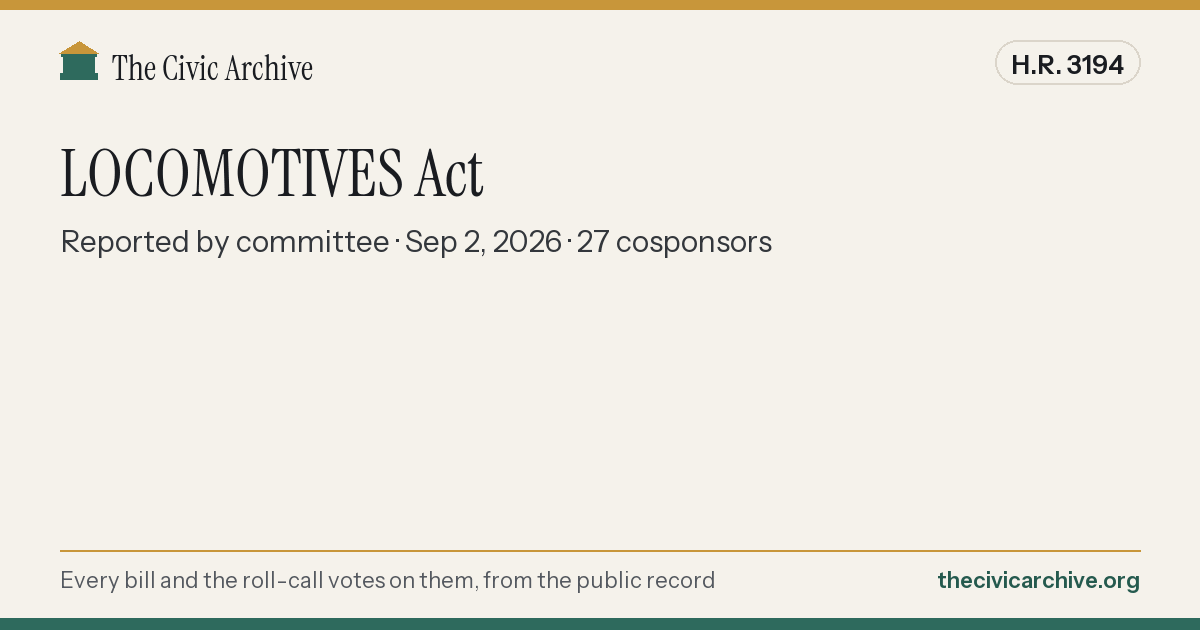 The Civic Archive
H.R. 3194
LOCOMOTIVES Act
Reported by committee · Sep 2, 2026 · 27 cosponsors
Every bill and the roll-call votes on them, from the public record
thecivicarchive.org